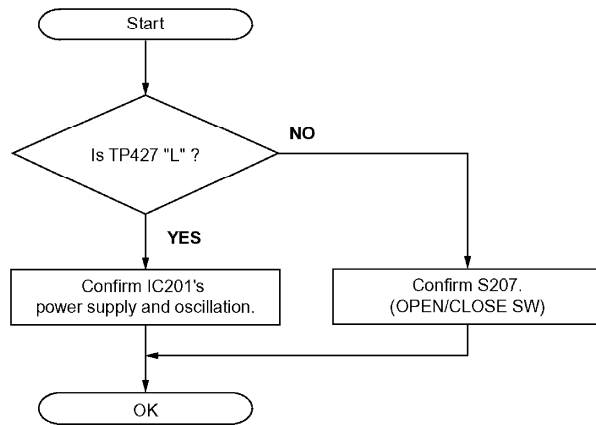 Start
Is TP427 "L" ?
NO
YES
Confirm IC201's
power supply and oscillation.
Confirm S207.
(OPEN/CLOSE SW)
OK